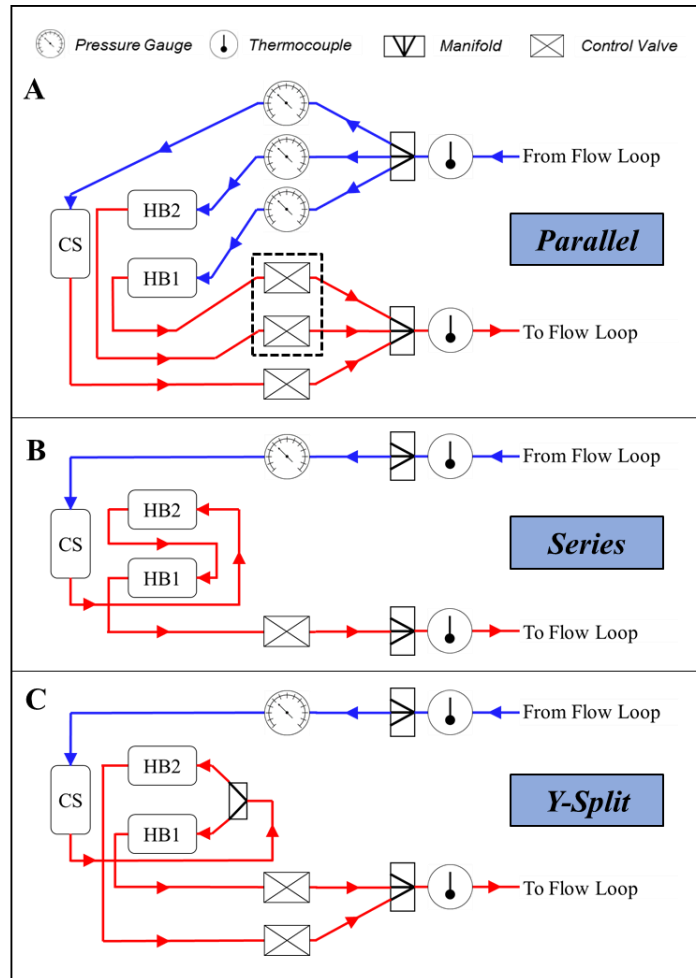 Pressure Gauge Thermocouple Manifold Control Valve
A
From Flow Loop
HB2
CS
Parallel
HB1
To Flow Loop
B
From Flow Loop
HB2
CS
Series
HB1
To Flow Loop
C
From Flow Loop
HB2
CS
Y-Split
HB1
To Flow Loop